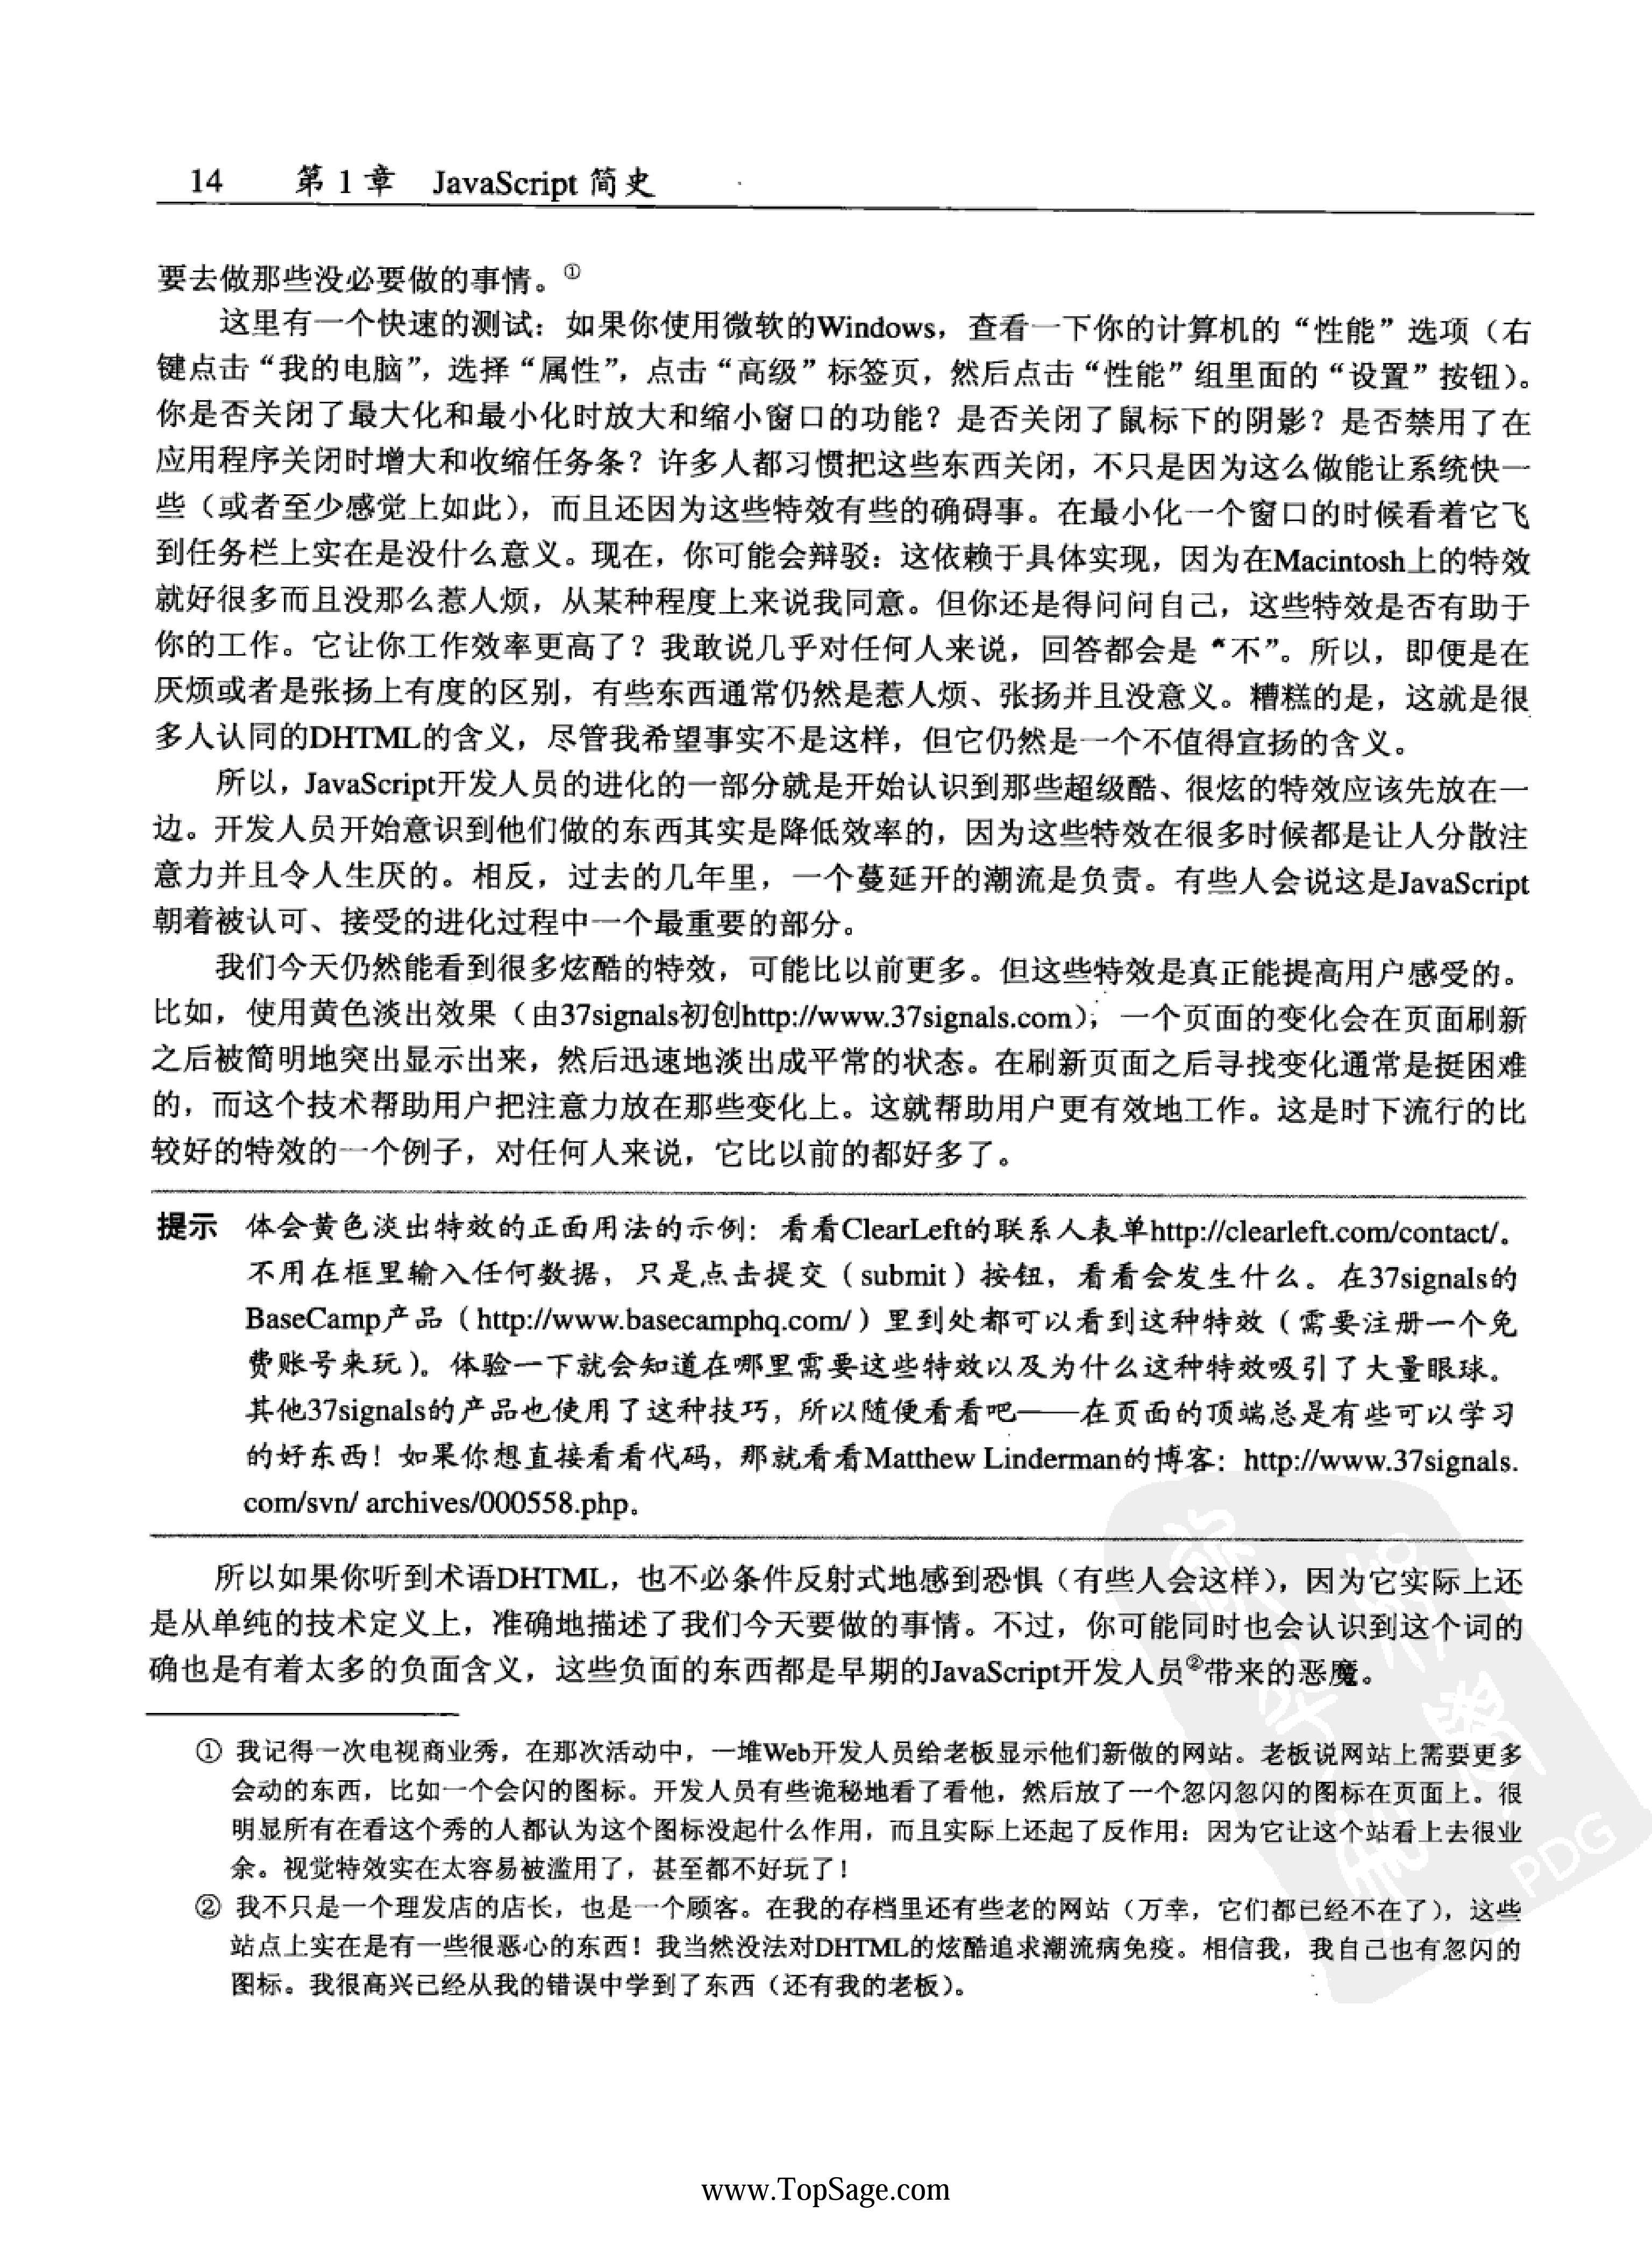 14 第 1 章 JavaScript 简史
要去做那些没必要做的事情。①
这里有一个快速的测试：如果你使用微软的Windows，查看一下你的计算机的“性能”选项（右
键点击“我的电脑”，选择“属性”，点击“高级”标签页，然后点击“性能”组里面的“设置”按钮）。
你是否关闭了最大化和最小化时放大和缩小窗口的功能？是否关闭了鼠标下的阴影？是否禁用了在
应用程序关闭时增大和收缩任务条？许多人都习惯把这些东西关闭，不只是因为这么做能让系统快一
些（或者至少感觉上如此），而且还因为这些特效有些的确碍事。在最小化一个窗口的时候看着它飞
到任务栏上实在是没什么意义。现在，你可能会辩驳：这依赖于具体实现，因为在Macintosh上的特效
就好很多而且没那么惹人烦，从某种程度上来说我同意。但你还是得问问自己，这些特效是否有助于
你的工作。它让你工作效率更高了？我敢说几乎对任何人来说，回答都会是“不”。所以，即便是在
厌烦或者是张扬上有度的区别，有些东西通常仍然是惹人烦、张扬并且没意义。糟糕的是，这就是很
多人认同的DHTML的含义，尽管我希望事实不是这样，但它仍然是一个不值得宣扬的含义。
所以，JavaScript开发人员的进化的一部分就是开始认识到那些超级酷、很炫的特效应该先放在一
边。开发人员开始意识到他们做的东西其实是降低效率的，因为这些特效在很多时候都是让人分散注
意力并且令人生厌的。相反，过去的几年里，一个蔓延开的潮流是负责。有些人会说这是JavaScript
朝着被认可、接受的进化过程中一个最重要的部分。
我们今天仍然能看到很多炫酷的特效，可能比以前更多。但这些特效是真正能提高用户感受的。
比如，使用黄色淡出效果（由37signals初创http://www.37signals.com），一个页面的变化会在页面刷新
之后被简明地突出显示出来，然后迅速地淡出成平常的状态。在刷新页面之后寻找变化通常是挺困难
的，而这个技术帮助用户把注意力放在那些变化上。这就帮助用户更有效地工作。这是时下流行的比
较好的特效的一个例子，对任何人来说，它比以前的都好多了。
提示 体会黄色淡出特效的正面用法的示例：看看ClearLeft的联系人表单http://clearleft.com/contact/。
不用在框里输入任何数据，只是点击提交（submit）按钮，看看会发生什么。在37signals的
BaseCamp产品（http://www.basecamphq.com/）里到处都可以看到这种特效（需要注册一个免
费账号来玩）。体验一下就会知道在哪里需要这些特效以及为什么这种特效吸引了大量眼球。
其他37signals的产品也使用了这种技巧，所以随便看看吧——在页面的顶端总是有些可以学习
的好东西！如果你想直接看看代码，那就看看Matthew Linderman的博客：http://www.37signals.
com/svn/ archives/000558.php。
所以如果你听到术语DHTML，也不必条件反射式地感到恐惧（有些人会这样），因为它实际上还
是从单纯的技术定义上，准确地描述了我们今天要做的事情。不过，你可能同时也会认识到这个词的
确也是有着太多的负面含义，这些负面的东西都是早期的JavaScript开发人员②带来的恶魔。
① 我记得一次电视商业秀，在那次活动中，一堆Web开发人员给老板显示他们新做的网站。老板说网站上需要更多
会动的东西，比如一个会闪的图标。开发人员有些诡秘地看了看他，然后放了一个忽闪忽闪的图标在页面上。很
明显所有在看这个秀的人都认为这个图标没起什么作用，而且实际上还起了反作用：因为它让这个站看上去很业
余。视觉特效实在太容易被滥用了，甚至都不好玩了！
② 我不只是一个理发店的店长，也是一个顾客。在我的存档里还有些老的网站（万幸，它们都已经不在了），这些
站点上实在是有一些很恶心的东西！我当然没法对DHTML的炫酷追求潮流病免疫。相信我，我自己也有忽闪的
图标。我很高兴已经从我的错误中学到了东西（还有我的老板）。
PDG
www.TopSage.com